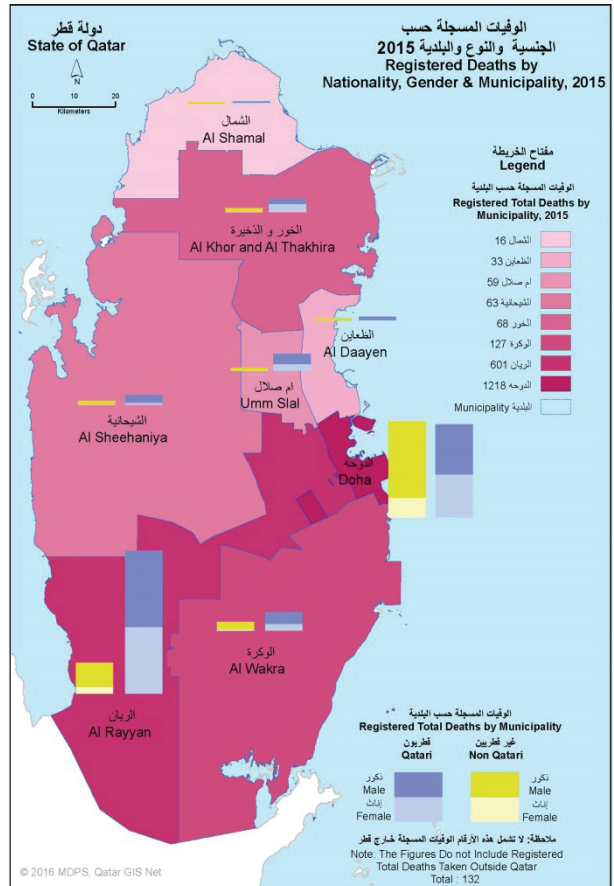 دولة قطر
State of Qatar
N
0 10 20
Kilometers
الوفيات المسجلة حسب
الجنسية والنوع والبلدية 2015
Registered Deaths by
Nationality, Gender & Municipality, 2015
مفتاح الخريطة
Legend
الوفيات المسجلة حسب البلدية
Registered Total Deaths by
Municipality, 2015
الشمال 16
الظعاين 33
ام صلال 59
الشيحانية 63
الخور 68
الوكرة 127
الريان 601
الدوحه 1218
البلدية Municipality
الشمال
Al Shamal
الخور و الذخيرة
Al Khor and Al Thakhira
الظعاين
Al Daayen
ام صلال
Umm Slal
الشيحانية
Al Sheehaniya
الدوحه
Doha
الوكرة
Al Wakra
الريان
Al Rayyan
الوفيات المسجلة حسب البلدية
Registered Total Deaths by Municipality
قطريون
Qatari
غير قطريين
Non Qatari
ذكور
Male
إناث
Female
ذكور
Male
إناث
Female
ملاحظة: لا تشمل هذه الأرقام الوفيات المسجلة خارج قطر
Note: The Figures Do not Include Registered
Total Deaths Taken Outside Qatar
Total : 132
© 2016 MDPS, Qatar GIS Net